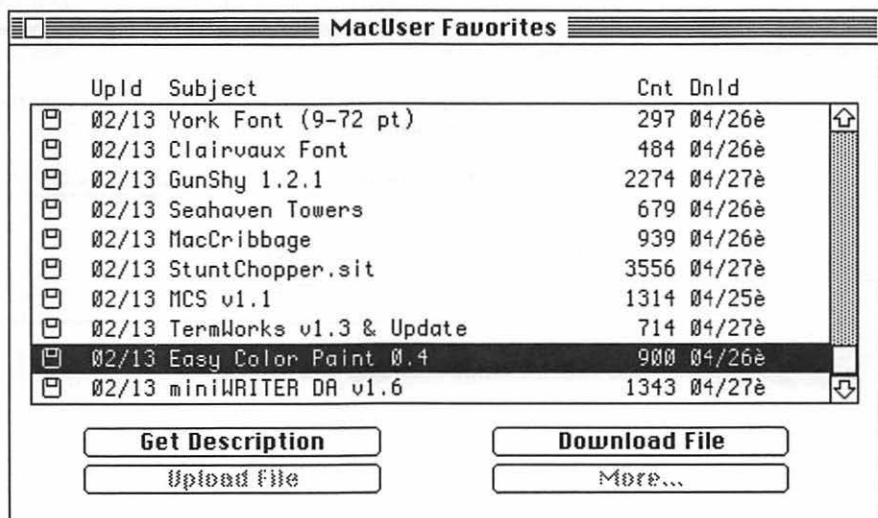 MacUser Favorites
Upld Subject Cnt Dnld
02/13 York Font (9-72 pt) 297 04/26è
02/13 Clairvaux Font 484 04/26è
02/13 GunShy 1.2.1 2274 04/27è
02/13 Seahaven Towers 679 04/26è
02/13 MacCribbage 939 04/26è
02/13 StuntChopper.sit 3556 04/27è
02/13 MCS v1.1 1314 04/25è
02/13 TermWorks v1.3 & Update 714 04/27è
02/13 Easy Color Paint 0.4 900 04/26è
02/13 miniWRITER DA v1.6 1343 04/27è
Get Description Download File
Upload File More...